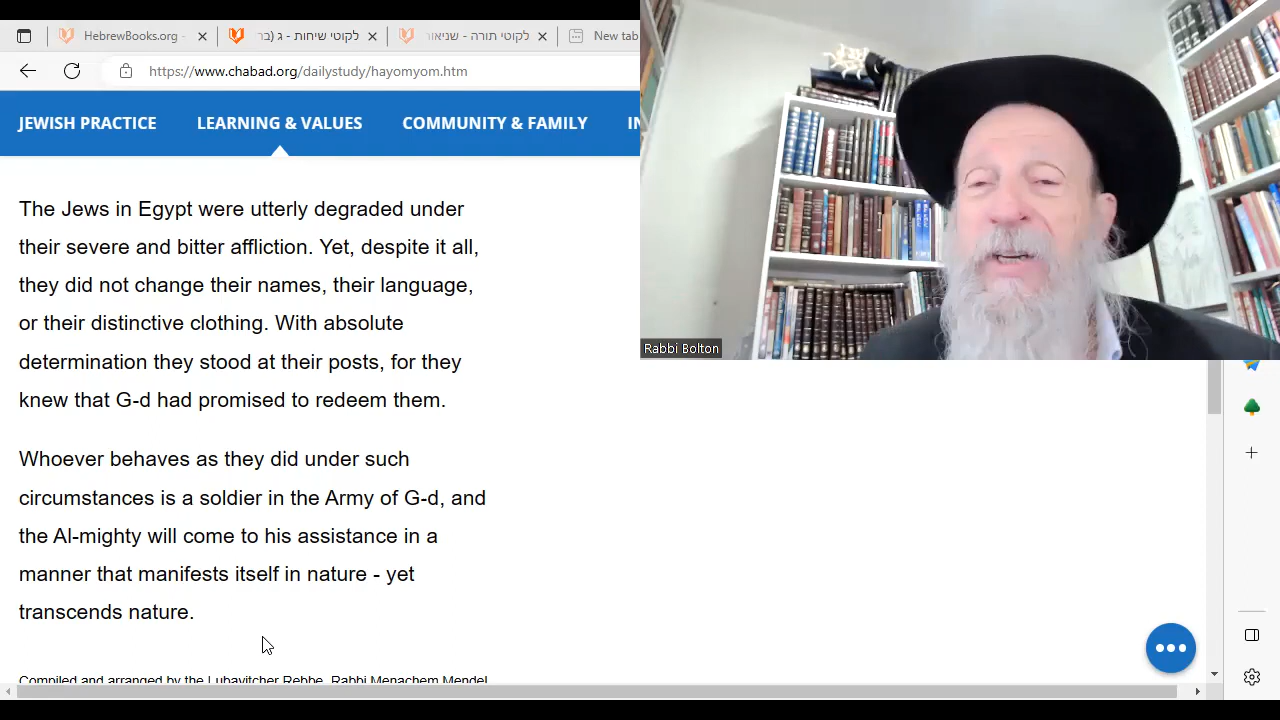 HebrewBooks.org -
לקוטי שיחות - ג (בר
לקוטי תורה - שניאור
New tab
https://www.chabad.org/dailystudy/hayomyom.htm
JEWISH PRACTICE LEARNING & VALUES COMMUNITY & FAMILY
The Jews in Egypt were utterly degraded under
their severe and bitter affliction. Yet, despite it all,
they did not change their names, their language,
or their distinctive clothing. With absolute
determination they stood at their posts, for they
knew that G-d had promised to redeem them.
Whoever behaves as they did under such
circumstances is a soldier in the Army of G-d, and
the Al-mighty will come to his assistance in a
manner that manifests itself in nature - yet
transcends nature.
Compiled and arranged by the Lubavitcher Rebbe, Rabbi Menachem Mendel
Rabbi Bolton